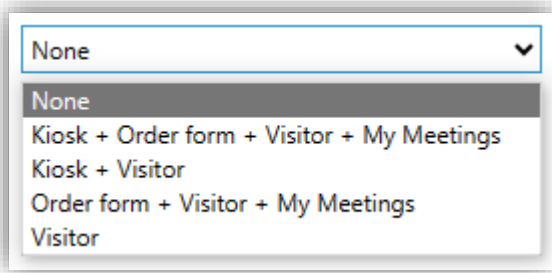 None
None
Kiosk + Order form + Visitor + My Meetings
Kiosk + Visitor
Order form + Visitor + My Meetings
Visitor